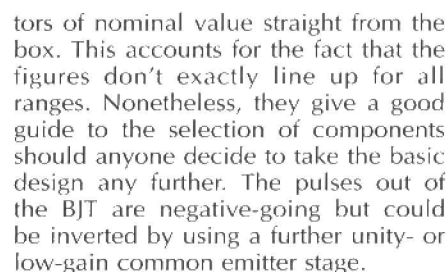 tors of nominal value straight from the
box. This accounts for the fact that the
figures don't exactly line up for all
ranges. Nonetheless, they give a good
guide to the selection of components
should anyone decide to take the basic
design any further. The pulses out of
the BJT are negative-going but could
be inverted by using a further unity- or
low-gain common emitter stage.